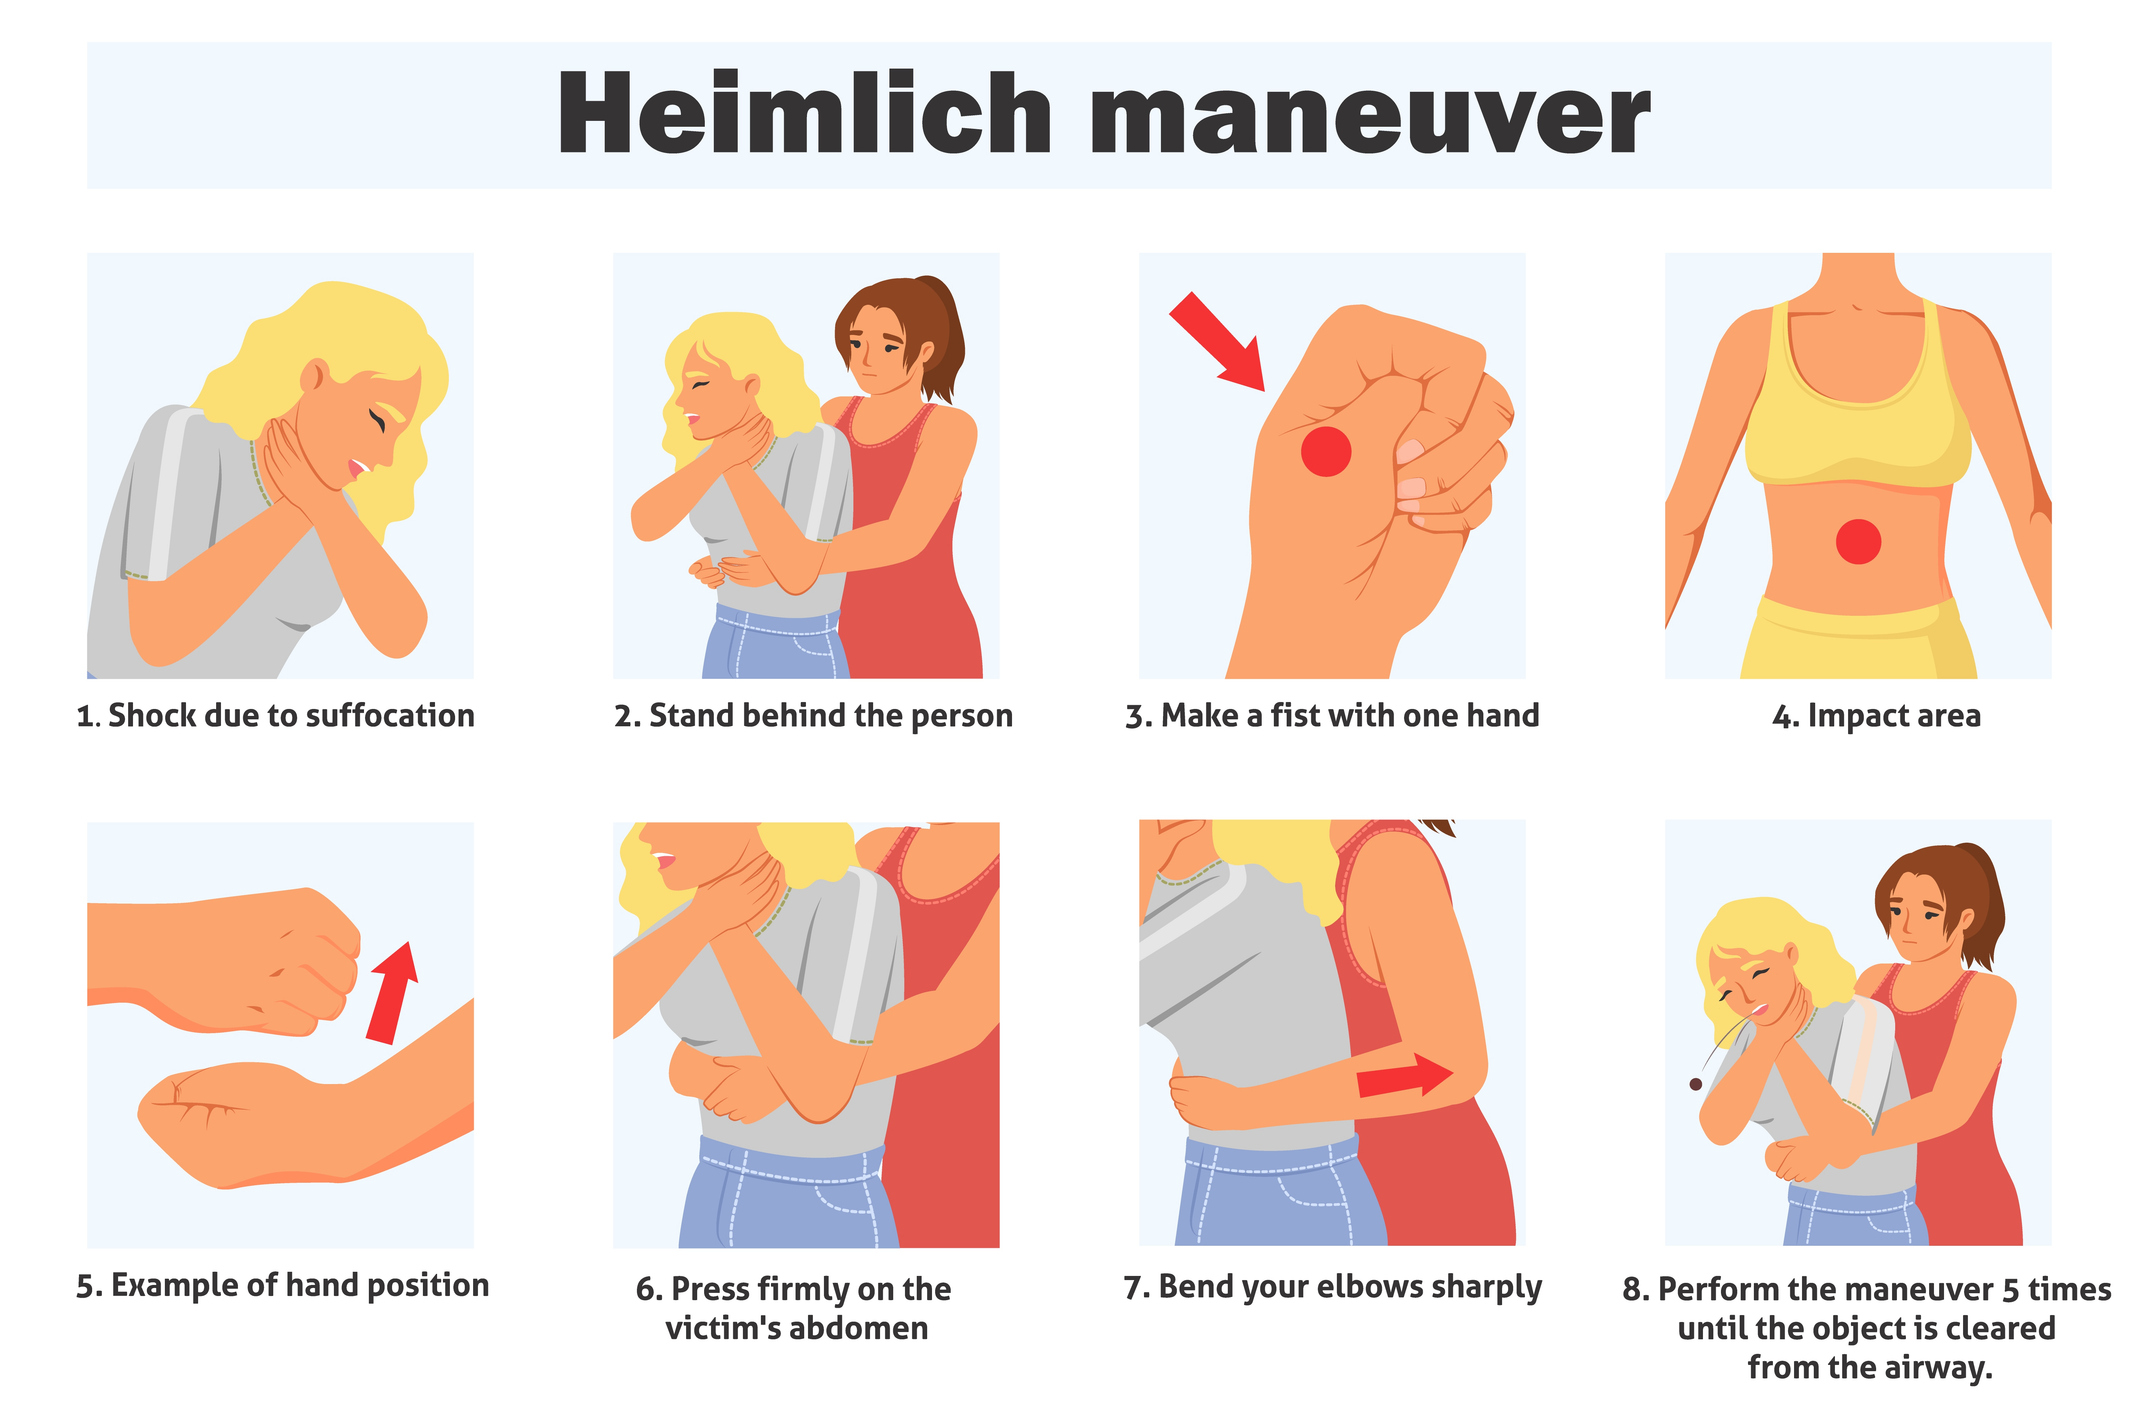 Heimlich maneuver
1. Shock due to suffocation
2. Stand behind the person
3. Make a fist with one hand
4. Impact area
5. Example of hand position
6. Press firmly on the
victim's abdomen
7. Bend your elbows sharply
8. Perform the maneuver 5 times
until the object is cleared
from the airway.